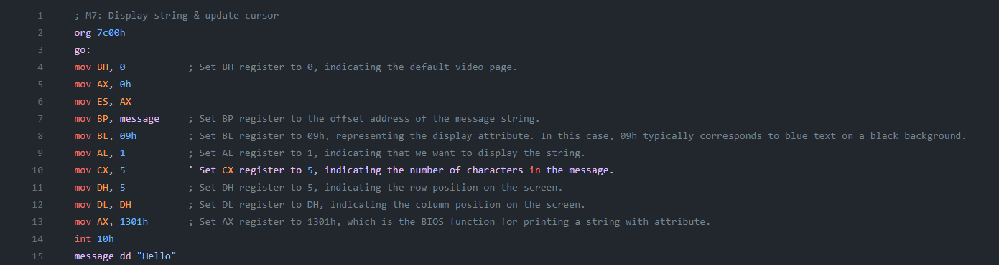 1 ; M7: Display string & update cursor
2 org 7c00h
3 go:
4 mov BH, 0 ; Set BH register to 0, indicating the default video page.
5 mov AX, 0h
6 mov ES, AX
7 mov BP, message ; Set BP register to the offset address of the message string.
8 mov BL, 09h ; Set BL register to 09h, representing the display attribute. In this case, 09h typically corresponds to blue text on a black background.
9 mov AL, 1 ; Set AL register to 1, indicating that we want to display the string.
10 mov CX, 5 ' Set CX register to 5, indicating the number of characters in the message.
11 mov DH, 5 ; Set DH register to 5, indicating the row position on the screen.
12 mov DL, DH ; Set DL register to DH, indicating the column position on the screen.
13 mov AX, 1301h ; Set AX register to 1301h, which is the BIOS function for printing a string with attribute.
14 int 10h
15 message dd "Hello"